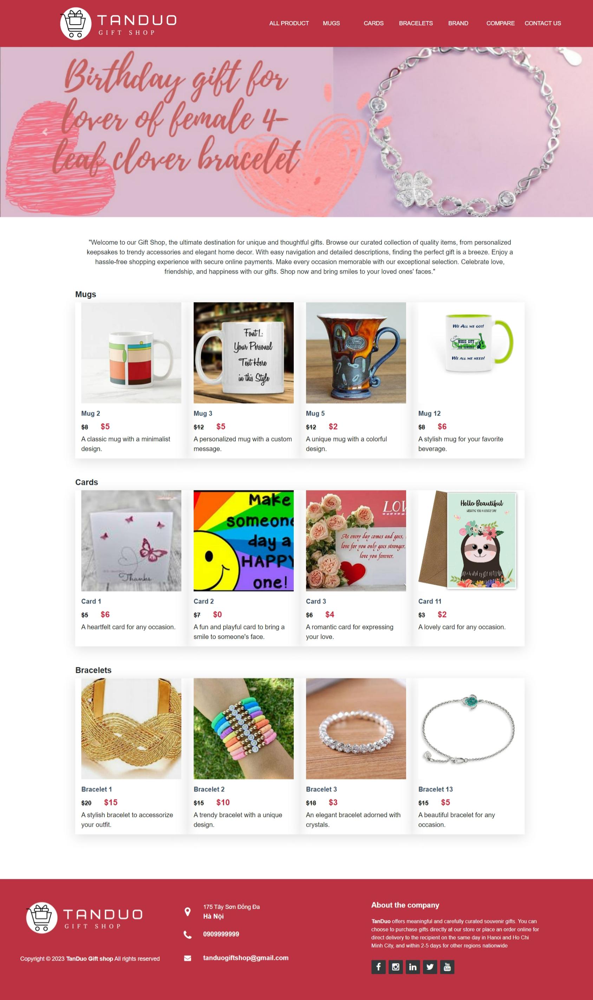 TANDUO
GIFT SHOP
ALL PRODUCT
MUGS
CARDS
BRACELETS
BRAND
COMPARE
CONTACT US
Birthday gift for
lover of female 4-
leaf clover bracelet
"Welcome to our Gift Shop, the ultimate destination for unique and thoughtful gifts. Browse our curated collection of quality items, from personalized
keepsakes to trendy accessories and elegant home decor. With easy navigation and detailed descriptions, finding the perfect gift is a breeze. Enjoy a
hassle-free shopping experience with secure online payments. Make every occasion memorable with our exceptional selection. Celebrate love,
friendship, and happiness with our gifts. Shop now and bring smiles to your loved ones' faces."
Mugs
Font 1.:
Your Personal
Text Here
in this Style
WE ALL WE GOT!
MUSIC CITY
SEA HAWKERS
WE ALL WE NEED!
Mug 2
$8 $5
A classic mug with a minimalist
design.
Mug 3
$12 $5
A personalized mug with a custom
message.
Mug 5
$12 $2
A unique mug with a colorful
design.
Mug 12
$8 $6
A stylish mug for your favorite
beverage.
Cards
Thanks
Make
someone
day a
HAPPY
one!
LOV
As every day comes and goes,
love for you only goes stronger.
love you forever.
Hello Beautiful
WISHING YOU A LOVELY DAY
Card 1
$5 $6
A heartfelt card for any occasion.
Card 2
$7 $0
A fun and playful card to bring a
smile to someone's face.
Card 3
$6 $4
A romantic card for expressing
your love.
Card 11
$3 $2
A lovely card for any occasion.
Bracelets
Bracelet 1
$20 $15
A stylish bracelet to accessorize
your outfit.
Bracelet 2
$15 $10
A trendy bracelet with a unique
design.
Bracelet 3
$18 $3
An elegant bracelet adorned with
crystals.
Bracelet 13
$15 $5
A beautiful bracelet for any
occasion.
TANDUO
GIFT SHOP
Copyright © 2023 TanDuo Gift shop All rights reserved
175 Tây Sơn Đống Đa
Hà Nội
0909999999
tanduogiftshop@gmail.com
About the company
TanDuo offers meaningful and carefully curated souvenir gifts. You can
choose to purchase gifts directly at our store or place an order online for
direct delivery to the recipient on the same day in Hanoi and Ho Chi
Minh City, and within 2-5 days for other regions nationwide
You
Tube